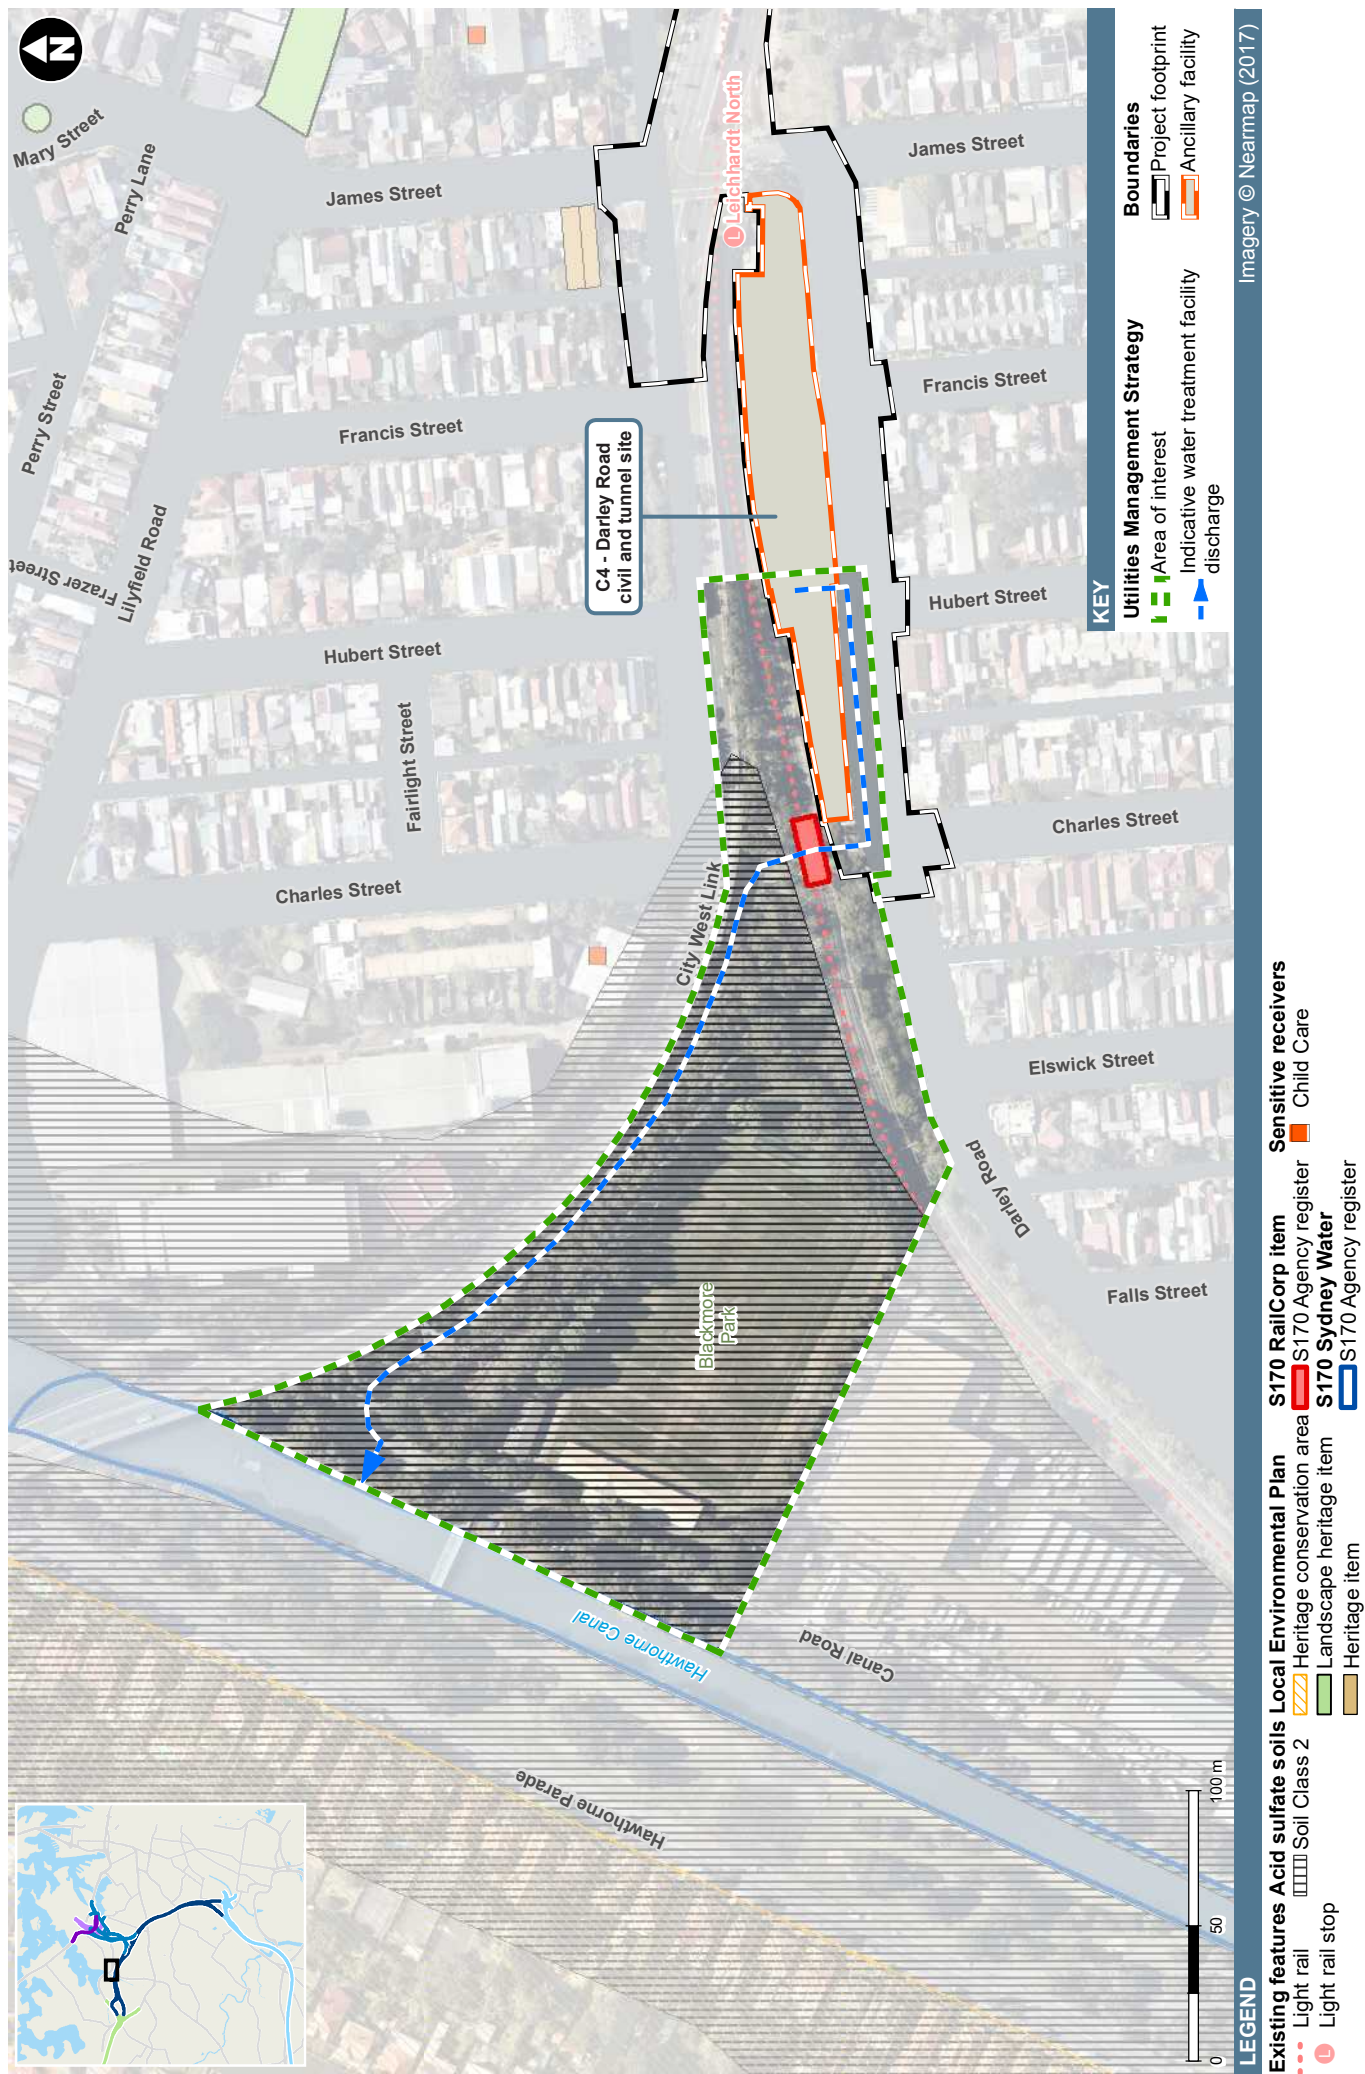 N
Mary Street
Perry Lane
James Street
Leichhardt North
L
James Street
Perry Street
Francis Street
Francis Street
Frazer Street
Lilyfield Road
C4 - Darley Road
civil and tunnel site
Hubert Street
Hubert Street
Fairlight Street
Charles Street
Charles Street
City West Link
Elswick Street
Darley Road
Falls Street
Blackmore
Park
Hawthorne Canal
Canal Road
Hawthorne Parade
0 50 100 m
KEY
Utilities Management Strategy
Area of interest
Indicative water treatment facility
discharge
Boundaries
Project footprint
Ancillary facility
LEGEND
Imagery © Nearmap (2017)
Existing features
Light rail
L
Light rail stop
Acid sulfate soils
Soil Class 2
Local Environmental Plan
Heritage conservation area
Landscape heritage item
Heritage item
S170 RailCorp item
S170 Agency register
S170 Sydney Water
S170 Agency register
Sensitive receivers
Child Care